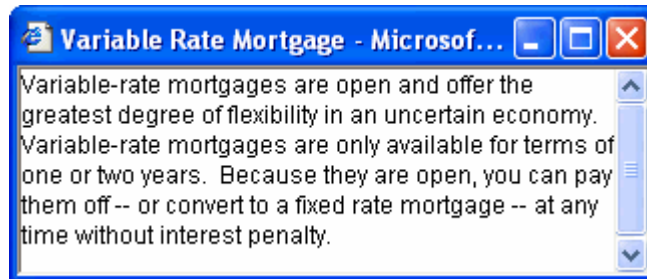 Variable Rate Mortgage - Microsof...
Variable-rate mortgages are open and offer the
greatest degree of flexibility in an uncertain economy.
Variable-rate mortgages are only available for terms of
one or two years.  Because they are open, you can pay
them off -- or convert to a fixed rate mortgage -- at any
time without interest penalty.